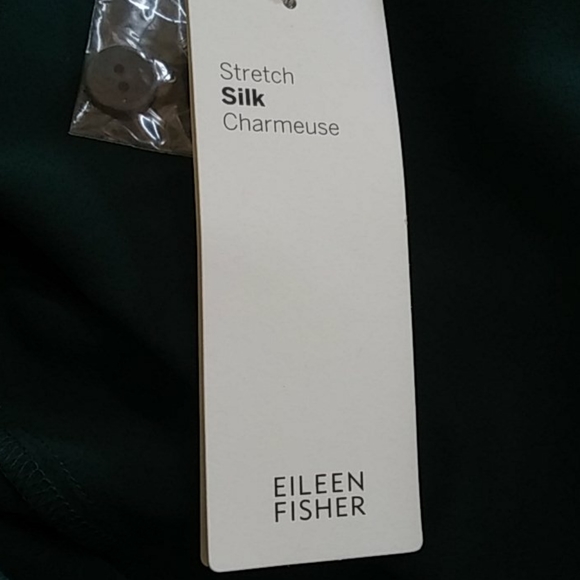 Stretch
Silk
Charmeuse
EILEEN
FISHER